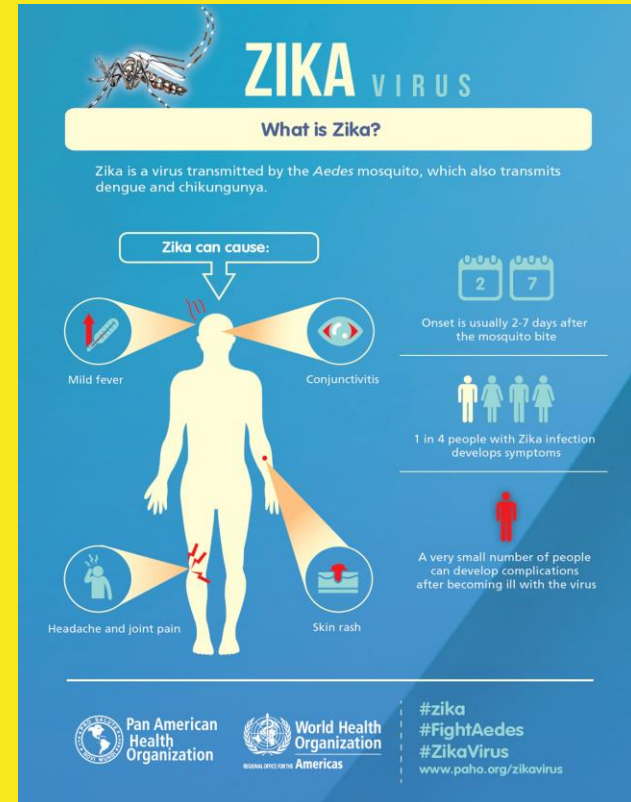 ZIKA VIRUS
What is Zika?
Zika is a virus transmitted by the Aedes mosquito, which also transmits
dengue and chikungunya.
Zika can cause:
Mild fever
Conjunctivitis
Headache and joint pain
Skin rash
2 7
Onset is usually 2-7 days after
the mosquito bite
1 in 4 people with Zika infection
develops symptoms
A very small number of people
can develop complications
after becoming ill with the virus
Pan American
Health
Organization
World Health
Organization
REGIONAL OFFICE FOR THE Americas
#zika
#FightAedes
#ZikaVirus
www.paho.org/zikavirus